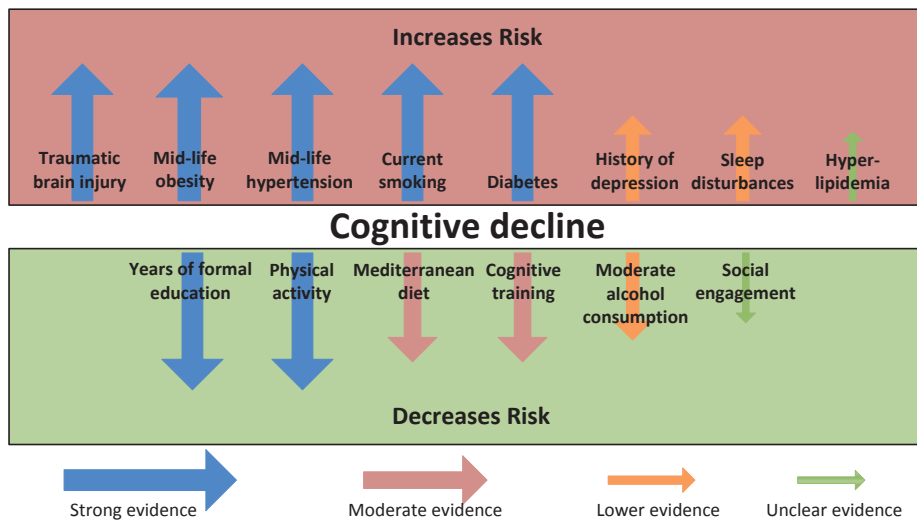 Increases Risk
Traumatic
brain injury
Mid-life
obesity
Mid-life
hypertension
Current
smoking
Diabetes
History of
depression
Sleep
disturbances
Hyper-
lipidemia
Cognitive decline
Years of formal
education
Physical
activity
Mediterranean
diet
Cognitive
training
Moderate
alcohol
consumption
Social
engagement
Decreases Risk
Strong evidence
Moderate evidence
Lower evidence
Unclear evidence